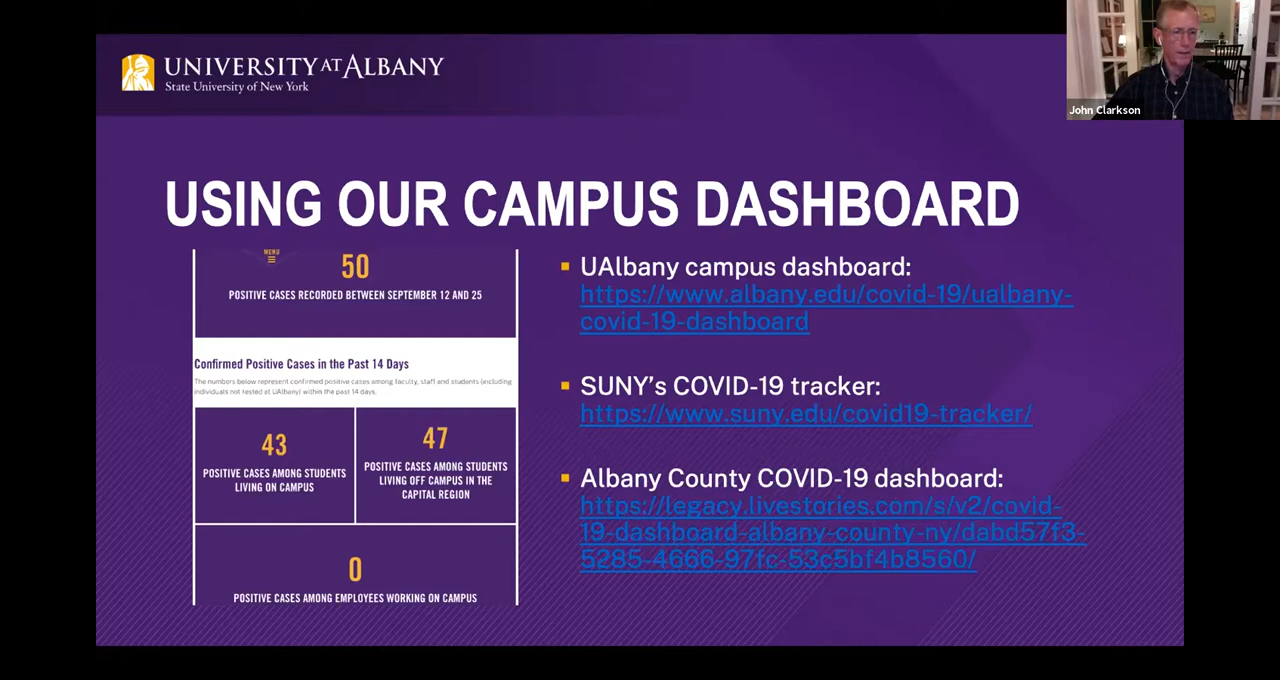 UNIVERSITY AT ALBANY
State University of New York
John Clarkson
USING OUR CAMPUS DASHBOARD
MENU
50
POSITIVE CASES RECORDED BETWEEN SEPTEMBER 12 AND 25
Confirmed Positive Cases in the Past 14 Days
The numbers below represent confirmed positive cases among faculty, staff and students (including
individuals not tested at UAlbany) within the past 14 days.
43
POSITIVE CASES AMONG STUDENTS
LIVING ON CAMPUS
47
POSITIVE CASES AMONG STUDENTS
LIVING OFF CAMPUS IN THE
CAPITAL REGION
0
POSITIVE CASES AMONG EMPLOYEES WORKING ON CAMPUS
UAlbany campus dashboard:
https://www.albany.edu/covid-19/ualbany-
covid-19-dashboard
SUNY's COVID-19 tracker:
https://www.suny.edu/covid19-tracker/
Albany County COVID-19 dashboard:
https://legacy.livestories.com/s/v2/covid-
19-dashboard-albany-county-ny/dabd57f3-
5285-4666-97fc-53c5bf4b8560/